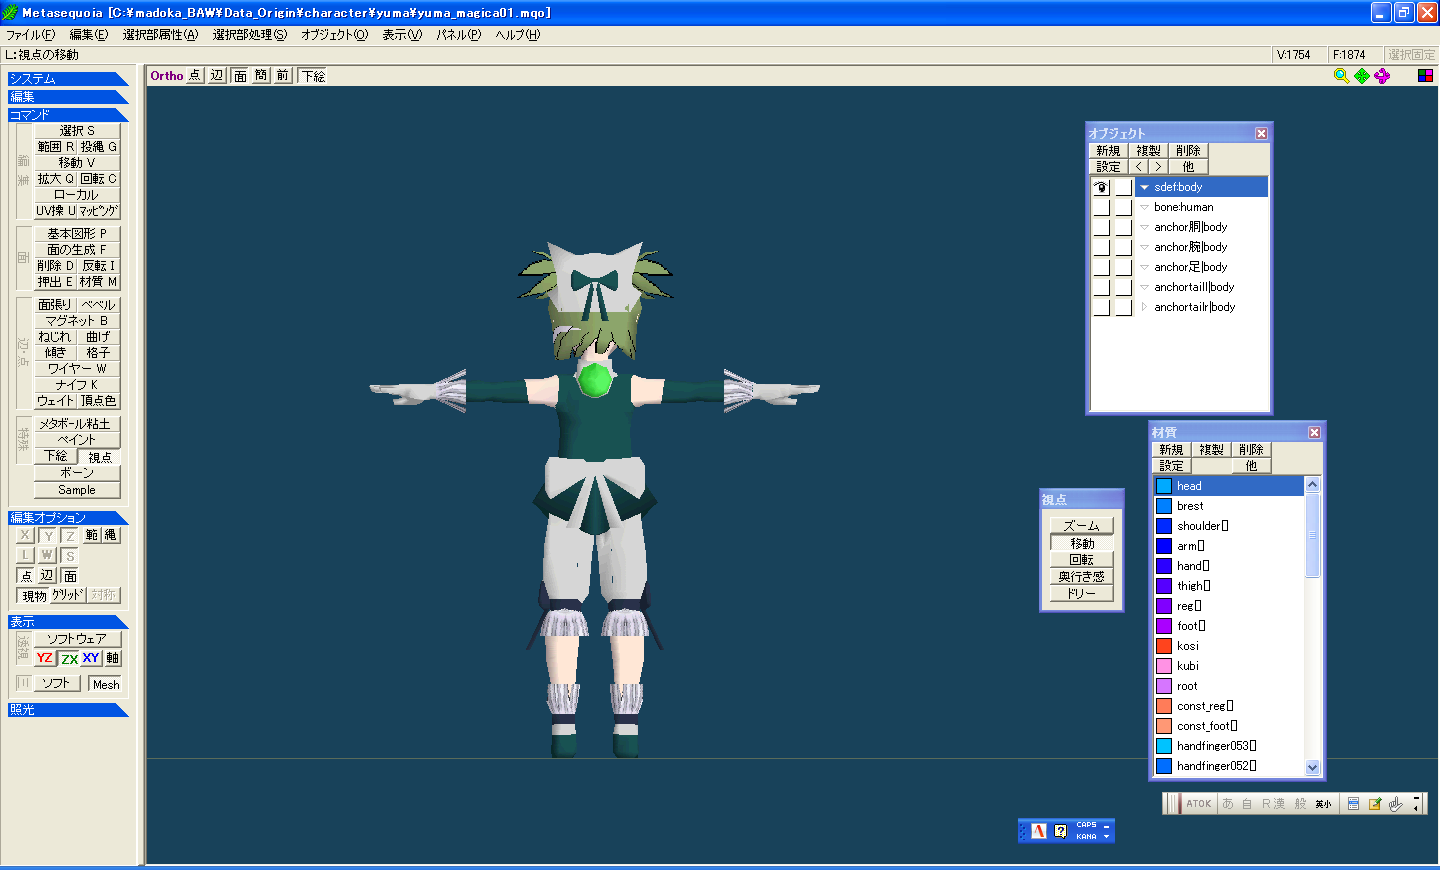 Metasequoia [C:¥madoka_BAW¥Data_Origin¥character¥yuma¥yuma_magica01.mqo]
ファイル(F) 編集(E) 選択部属性(A) 選択部処理(S) オブジェクト(O) 表示(V) パネル(P) ヘルプ(H)
L:視点の移動 V:1754 F:1874 選択固定
Ortho 点 辺 面 簡 前 下絵
システム
編集
コマンド
編集
選択 S
範囲 R 投縄 G
移動 V
拡大 Q 回転 C
ローカル
UV操 U マッピング
面
基本図形 P
面の生成 F
削除 D 反転 I
押出 E 材質 M
辺・点
面張り ベベル
マグネット B
ねじれ 曲げ
傾き 格子
ワイヤー W
ナイフ K
ウェイト 頂点色
特殊
メタボール粘土
ペイント
下絵 視点
ボーン
Sample
編集オプション
X Y Z 範 縄
L W S
点 辺 面
現物 グリッド 対称
表示
透視
ソフトウェア
YZ ZX XY 軸
ソフト Mesh
照光
オブジェクト
新規 複製 削除
設定 < > 他
sdef:body
bone:human
anchor胴|body
anchor腕|body
anchor足|body
anchortaill|body
anchortailr|body
材質
新規 複製 削除
設定 他
head
brest
shoulder[]
arm[]
hand[]
thigh[]
reg[]
foot[]
kosi
kubi
root
const_reg[]
const_foot[]
handfinger053[]
handfinger052[]
視点
ズーム
移動
回転
奥行き感
ドリー
ATOK あ 自 R漢 般 英小
A ? CAPS
KANA